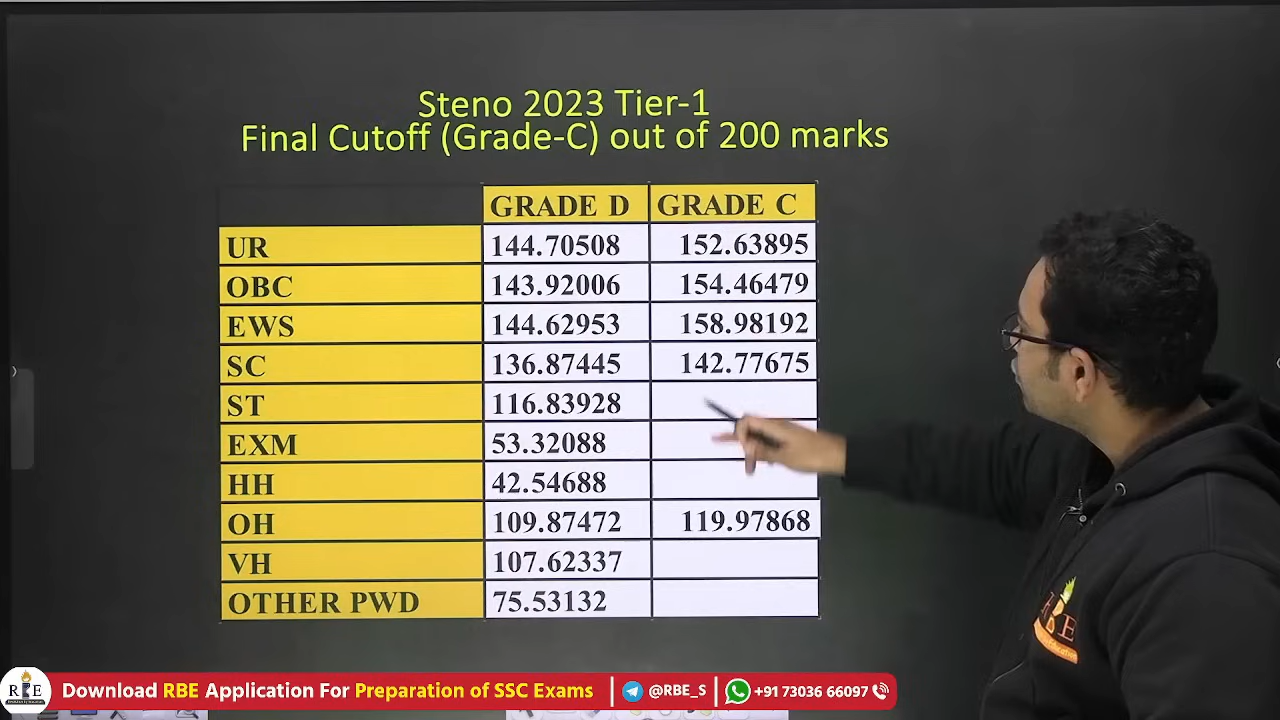 Steno 2023 Tier-1
Final Cutoff (Grade-C) out of 200 marks
GRADE D GRADE C
UR 144.70508 152.63895
OBC 143.92006 154.46479
EWS 144.62953 158.98192
SC 136.87445 142.77675
ST 116.83928
EXM 53.32088
HH 42.54688
OH 109.87472 119.97868
VH 107.62337
OTHER PWD 75.53132
RBE
Download RBE Application For Preparation of SSC Exams @RBE_S +91 73036 66097